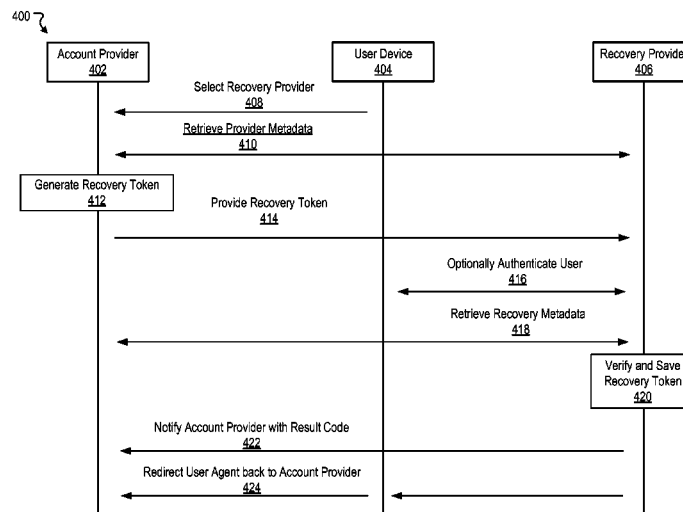 400
Account Provider
402
User Device
404
Recovery Provider
406
Select Recovery Provider
408
Retrieve Provider Metadata
410
Generate Recovery Token
412
Provide Recovery Token
414
Optionally Authenticate User
416
Retrieve Recovery Metadata
418
Verify and Save
Recovery Token
420
Notify Account Provider with Result Code
422
Redirect User Agent back to Account Provider
424